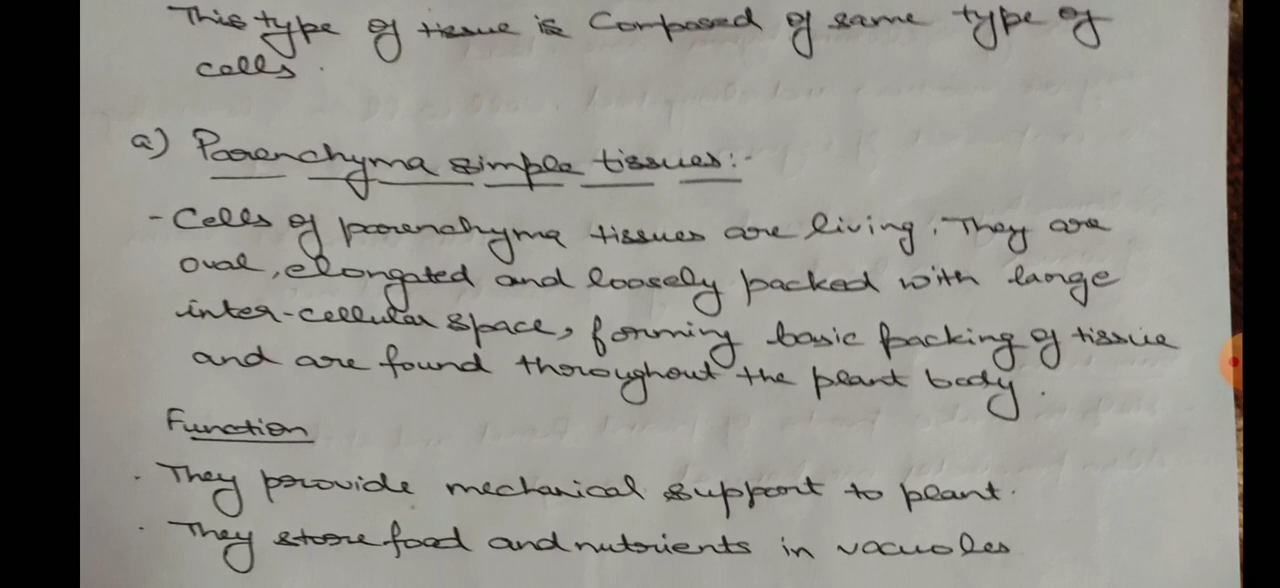 This type of tissue is Composed of same type of
cells.
a) Parenchyma simple tissues:-
- Cells of parenchyma tissues are living. They are
oval, elongated and loosely packed with large
inter-cellular space, forming basic packing of tissue
and are found thoroughout the plant body.
Function
. They provide mechanical support to plant.
. They store food and nutrients in vacuoles